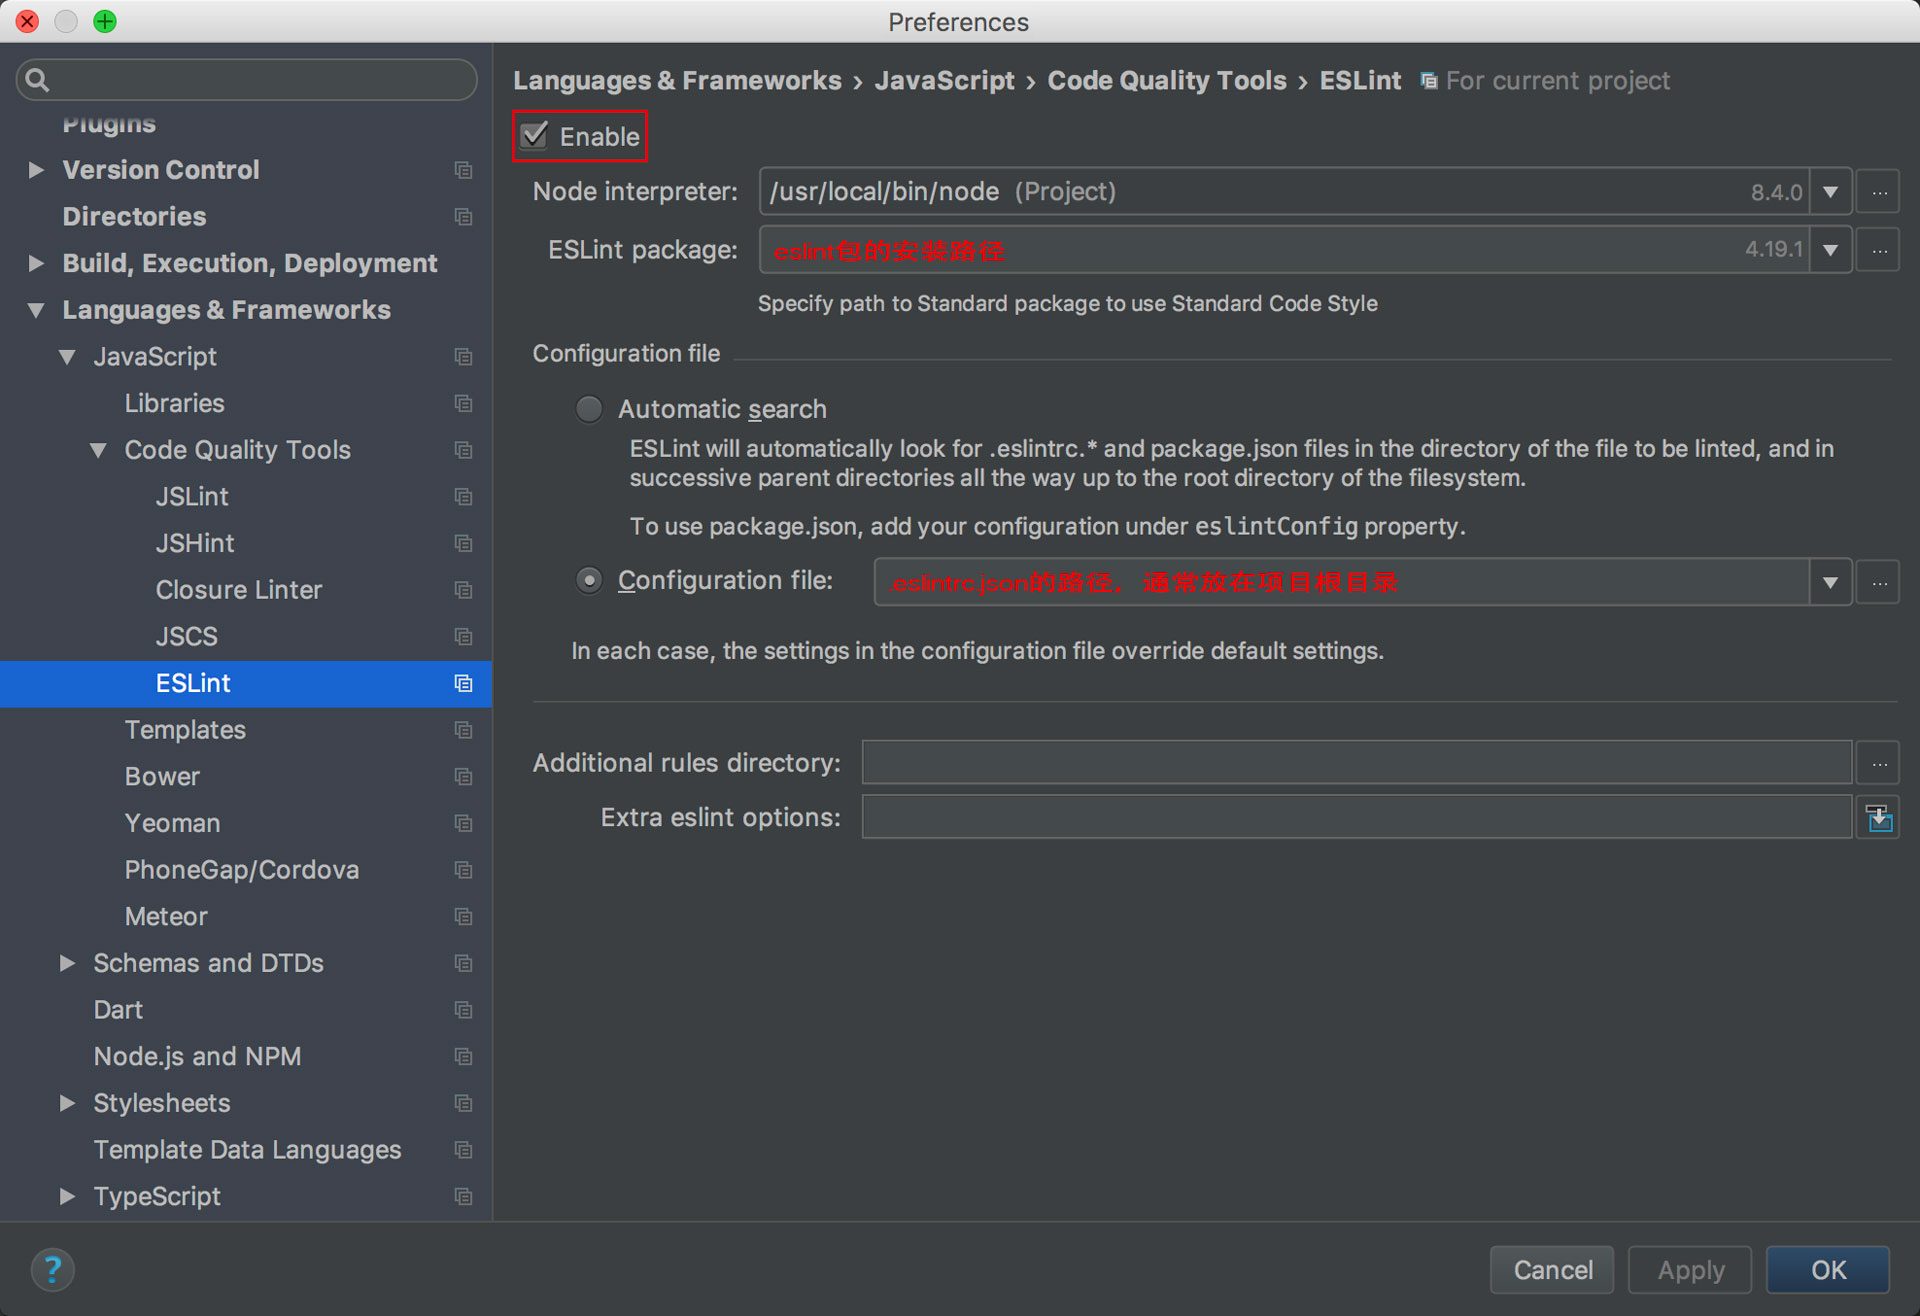 Preferences
Plugins
Version Control
Directories
Build, Execution, Deployment
Languages & Frameworks
JavaScript
Libraries
Code Quality Tools
JSLint
JSHint
Closure Linter
JSCS
ESLint
Templates
Bower
Yeoman
PhoneGap/Cordova
Meteor
Schemas and DTDs
Dart
Node.js and NPM
Stylesheets
Template Data Languages
TypeScript
Languages & Frameworks › JavaScript › Code Quality Tools › ESLint For current project
Enable
Node interpreter: /usr/local/bin/node (Project) 8.4.0 ...
ESLint package: eslint包的安装路径 4.19.1 ...
Specify path to Standard package to use Standard Code Style
Configuration file
Automatic search
ESLint will automatically look for .eslintrc.* and package.json files in the directory of the file to be linted, and in
successive parent directories all the way up to the root directory of the filesystem.
To use package.json, add your configuration under eslintConfig property.
Configuration file: .eslintrc.json的路径，通常放在项目根目录 ...
In each case, the settings in the configuration file override default settings.
Additional rules directory: ...
Extra eslint options:
?
Cancel Apply OK